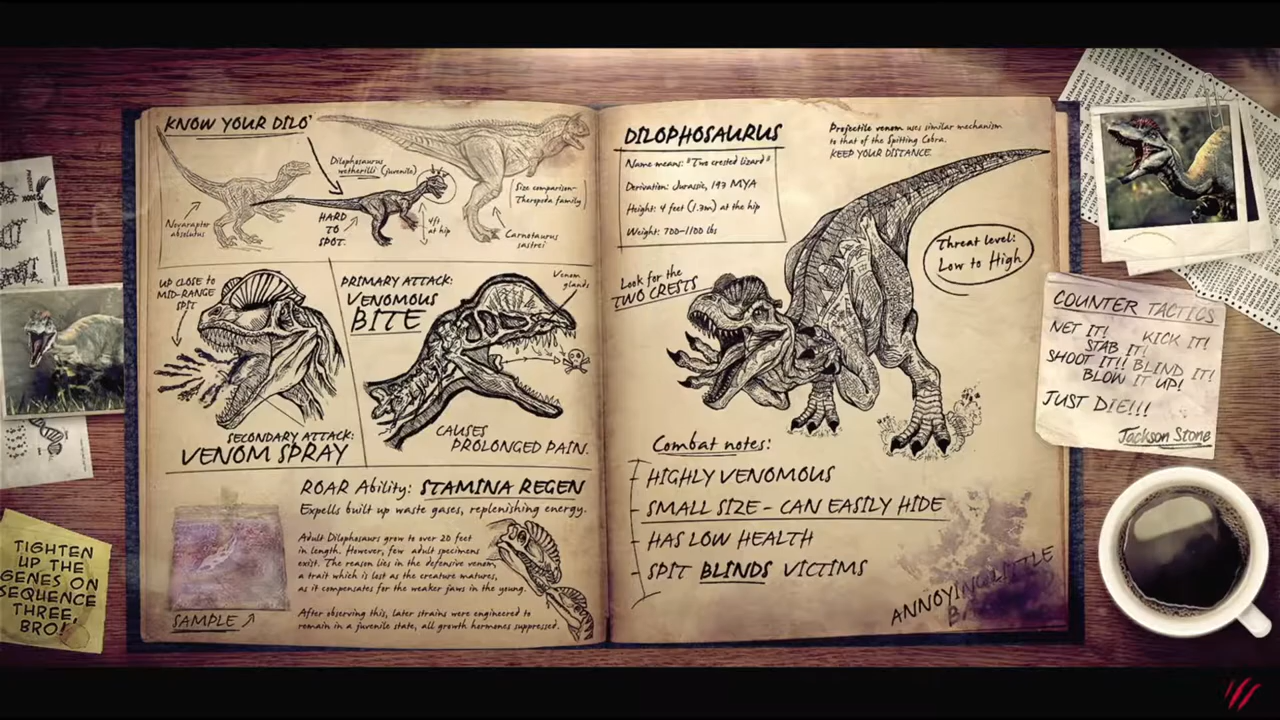 KNOW YOUR DILO'
Dilophosaurus
wetherilli (juvenile)
Novaraptor
absolutus
HARD
TO
SPOT.
4ft
at hip
Size comparison-
Theropoda family
Carnotaurus
sastrei
UP CLOSE to
MID-RANGE
SPIT
SECONDARY ATTACK:
VENOM SPRAY
PRIMARY ATTACK:
VENOMOUS
BITE
Venom
glands
CAUSES
PROLONGED PAIN.
ROAR Ability: STAMINA REGEN
Expells built up waste gases, replenishing energy.
Adult Dilophosaurs grow to over 20 feet
in length. However, few adult specimens
exist. The reason lies in the defensive venom,
a trait which is lost as the creature matures,
as it compensates for the weaker jaws in the young.
After observing this, later strains were engineered to
remain in a juvenile state, all growth hormones suppressed.
SAMPLE
TIGHTEN
UP THE
GENES ON
SEQUENCE
THREE,
BRO!
DILOPHOSAURUS
Name means: "Two crested lizard"
Derivation: Jurassic, 193 MYA
Height: 4 feet (1.3m) at the hip
Weight: 700-1100 lbs
Projectile venom uses similar mechanism
to that of the Spitting Cobra.
KEEP YOUR DISTANCE.
Look for the
TWO CRESTS
Threat level:
Low to High
Combat notes:
- HIGHLY VENOMOUS
- SMALL SIZE - CAN EASILY HIDE
- HAS LOW HEALTH
- SPIT BLINDS VICTIMS
ANNOYING LITTLE
COUNTER TACTICS
NET IT! KICK IT!
STAB IT!
SHOOT IT!! BLIND IT!
BLOW IT UP!
JUST DIE!!!
Jackson Stone